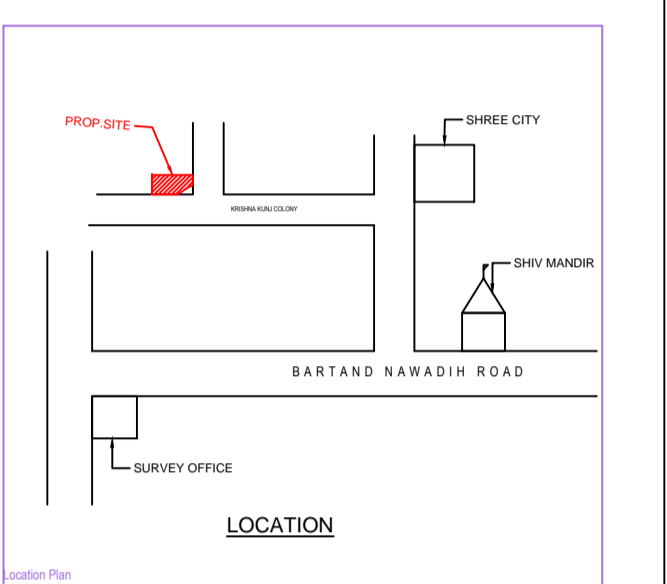 PROP.SITE
SHREE CITY
KRISHNA KUNJ COLONY
SHIV MANDIR
BARTAND NAWADIH ROAD
SURVEY OFFICE
LOCATION
Location Plan